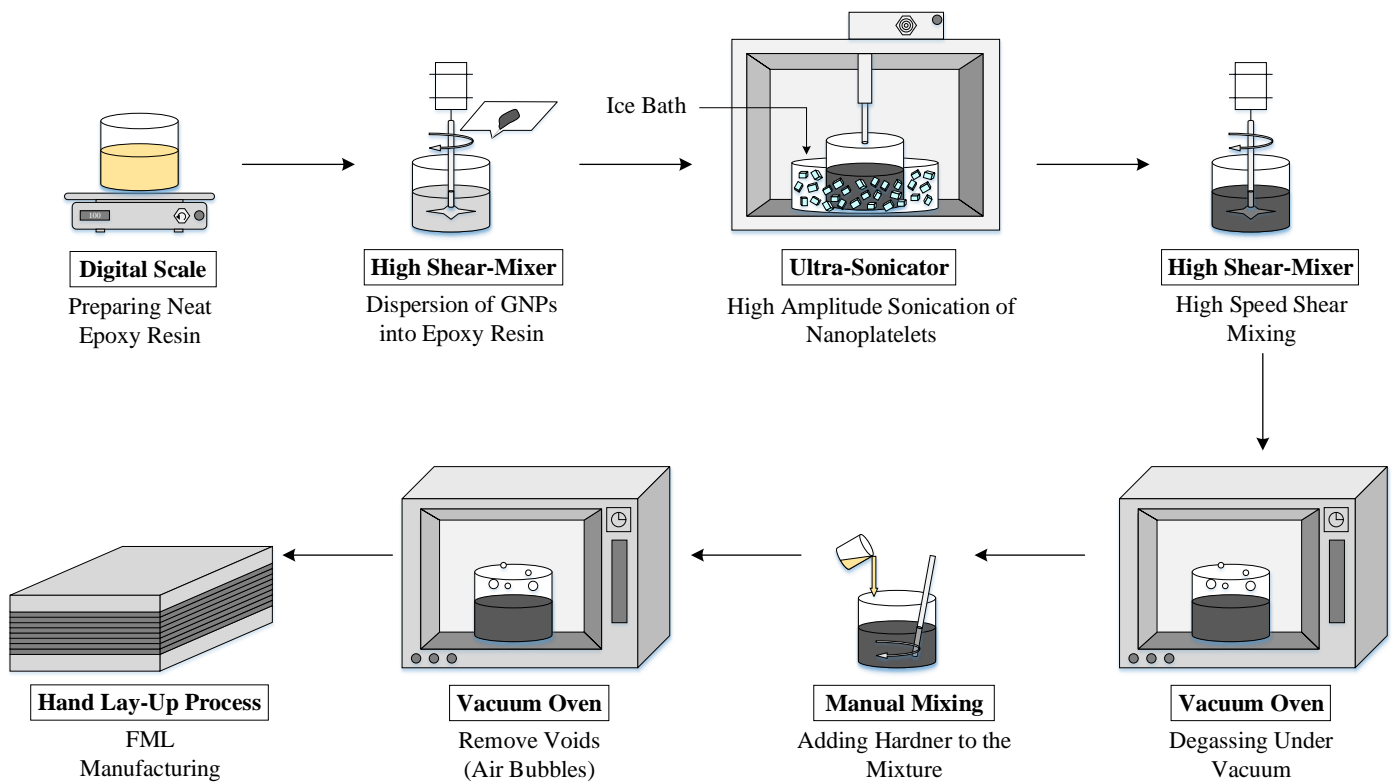 Ice Bath
100
Digital Scale
Preparing Neat
Epoxy Resin
High Shear-Mixer
Dispersion of GNPs
into Epoxy Resin
Ultra-Sonicator
High Amplitude Sonication of
Nanoplatelets
High Shear-Mixer
High Speed Shear
Mixing
Hand Lay-Up Process
FML
Manufacturing
Vacuum Oven
Remove Voids
(Air Bubbles)
Manual Mixing
Adding Hardner to the
Mixture
Vacuum Oven
Degassing Under
Vacuum